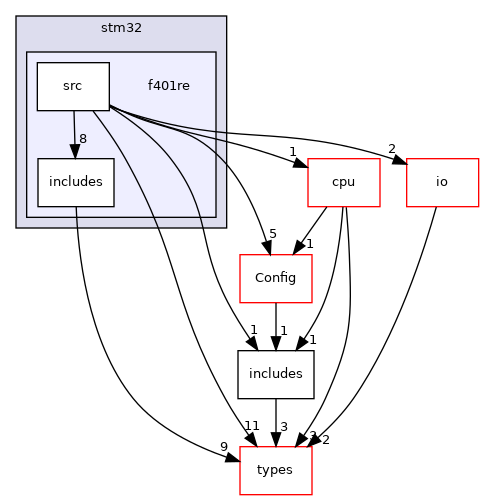 stm32
src
f401re
8
1
2
includes
cpu
io
5
1
Config
1
1
1
includes
11
3
2
9
types